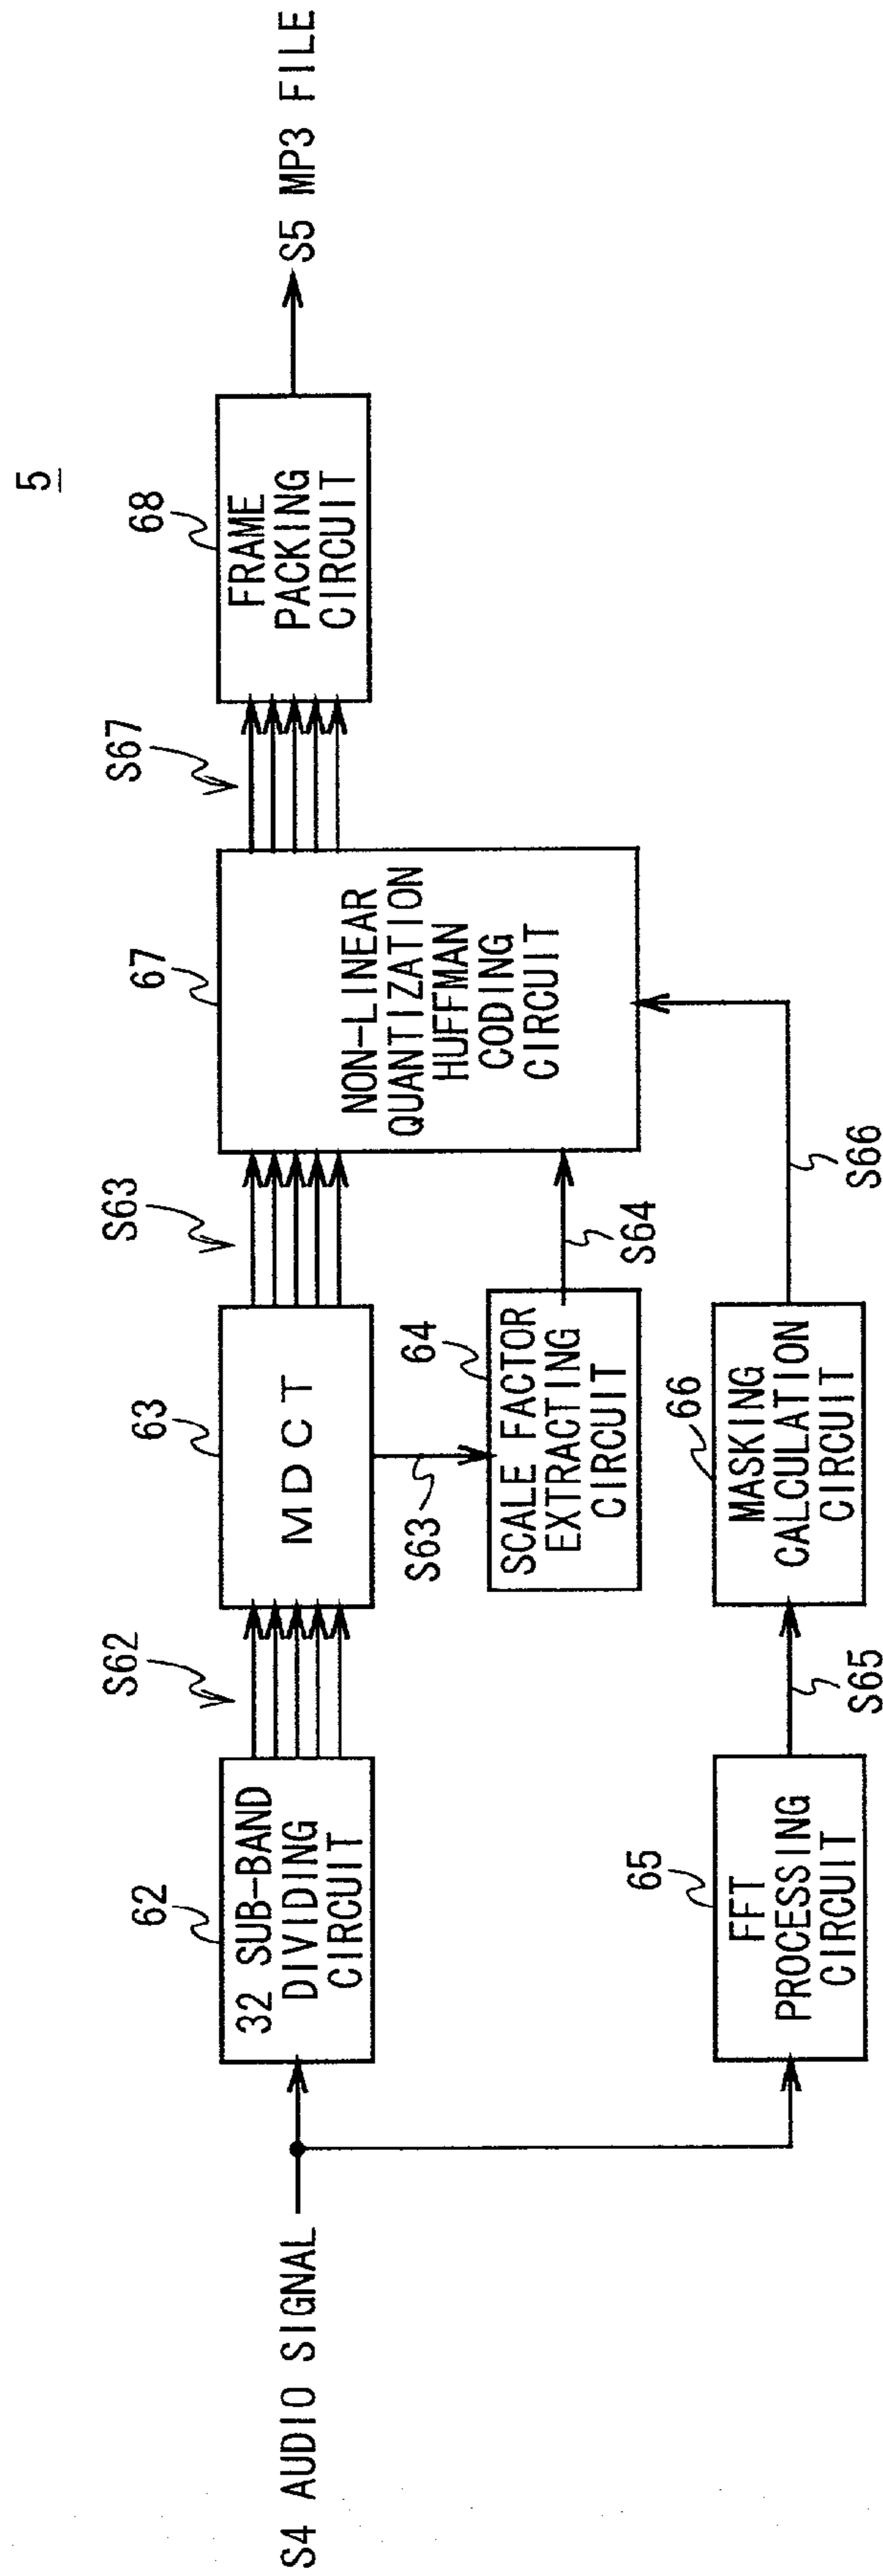 5
S4 AUDIO SIGNAL
62
32 SUB-BAND
DIVIDING
CIRCUIT
S62
63
MDCT
S63
S63
64
SCALE FACTOR
EXTRACTING
CIRCUIT
S64
67
NON-LINEAR
QUANTIZATION
HUFFMAN
CODING
CIRCUIT
S67
68
FRAME
PACKING
CIRCUIT
S5 MP3 FILE
65
FFT
PROCESSING
CIRCUIT
S65
66
MASKING
CALCULATION
CIRCUIT
S66